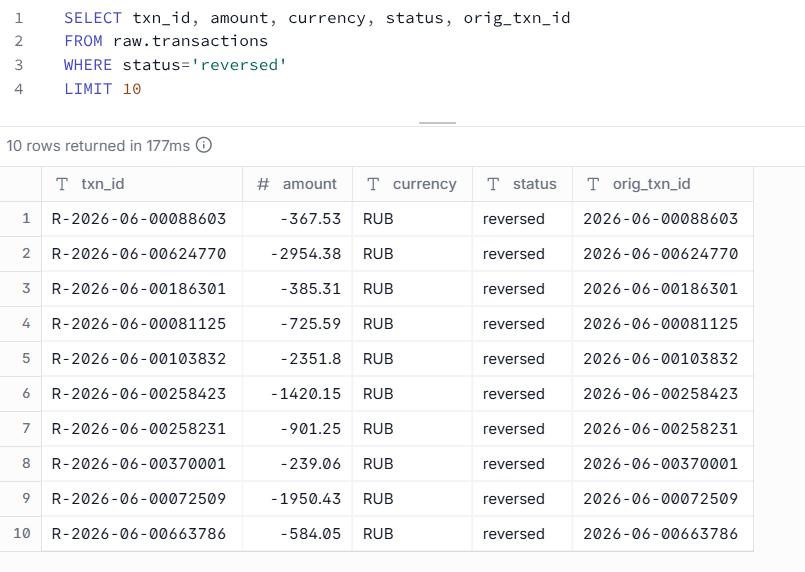 1 SELECT txn_id, amount, currency, status, orig_txn_id
2 FROM raw.transactions
3 WHERE status='reversed'
4 LIMIT 10
10 rows returned in 177ms
txn_id # amount currency status orig_txn_id
1 R-2026-06-00088603 -367.53 RUB reversed 2026-06-00088603
2 R-2026-06-00624770 -2954.38 RUB reversed 2026-06-00624770
3 R-2026-06-00186301 -385.31 RUB reversed 2026-06-00186301
4 R-2026-06-00081125 -725.59 RUB reversed 2026-06-00081125
5 R-2026-06-00103832 -2351.8 RUB reversed 2026-06-00103832
6 R-2026-06-00258423 -1420.15 RUB reversed 2026-06-00258423
7 R-2026-06-00258231 -901.25 RUB reversed 2026-06-00258231
8 R-2026-06-00370001 -239.06 RUB reversed 2026-06-00370001
9 R-2026-06-00072509 -1950.43 RUB reversed 2026-06-00072509
10 R-2026-06-00663786 -584.05 RUB reversed 2026-06-00663786